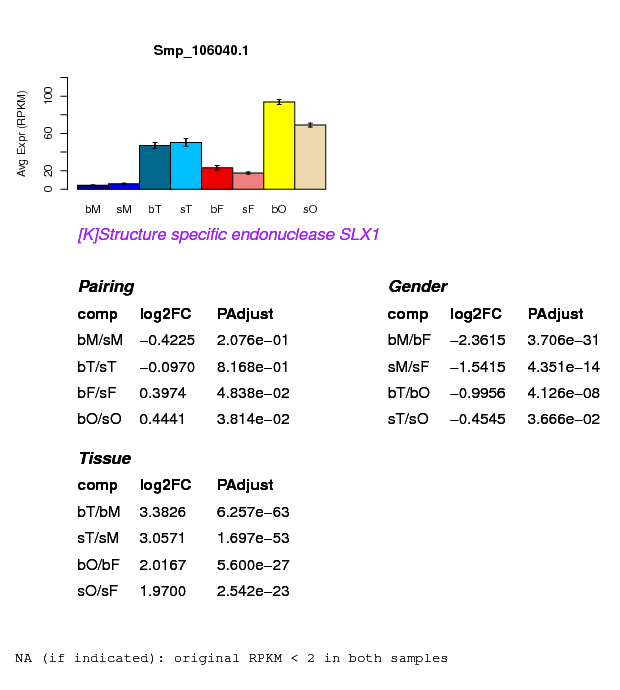 Smp_106040.1
Avg Expr (RPKM)
100
60
20
0
bM sM bT sT bF sF bO sO
[K]Structure specific endonuclease SLX1
Pairing
comp log2FC PAdjust
bM/sM −0.4225 2.076e−01
bT/sT −0.0970 8.168e−01
bF/sF 0.3974 4.838e−02
bO/sO 0.4441 3.814e−02
Gender
comp log2FC PAdjust
bM/bF −2.3615 3.706e−31
sM/sF −1.5415 4.351e−14
bT/bO −0.9956 4.126e−08
sT/sO −0.4545 3.666e−02
Tissue
comp log2FC PAdjust
bT/bM 3.3826 6.257e−63
sT/sM 3.0571 1.697e−53
bO/bF 2.0167 5.600e−27
sO/sF 1.9700 2.542e−23
NA (if indicated): original RPKM < 2 in both samples